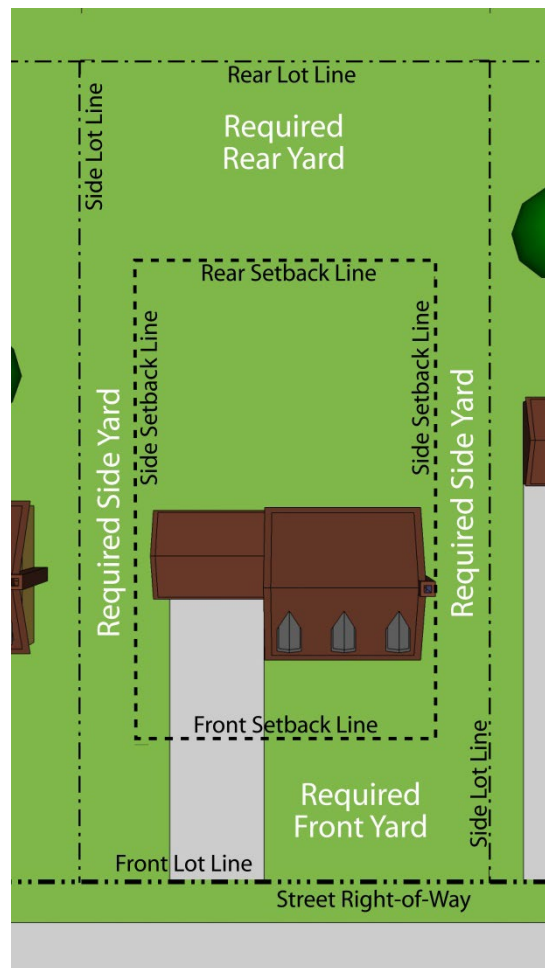 Rear Lot Line
Required
Rear Yard
Side Lot Line
Rear Setback Line
Side Setback Line
Side Setback Line
Required Side Yard
Required Side Yard
Front Setback Line
Side Lot Line
Required
Front Yard
Front Lot Line
Street Right-of-Way